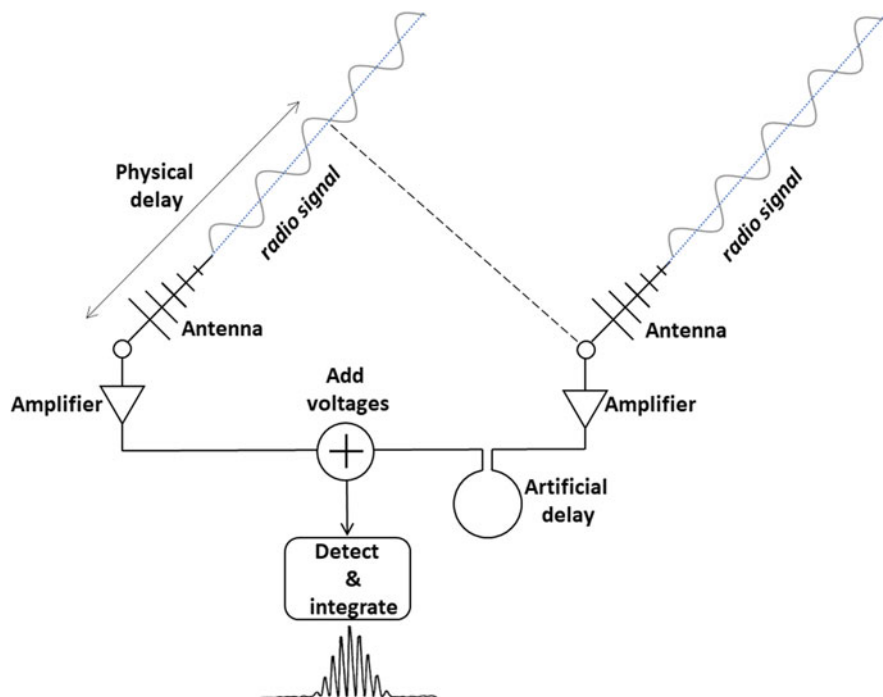 Physical
delay
radio signal
radio signal
Antenna
Antenna
Amplifier
Add
voltages
Amplifier
+
Artificial
delay
Detect
&
integrate